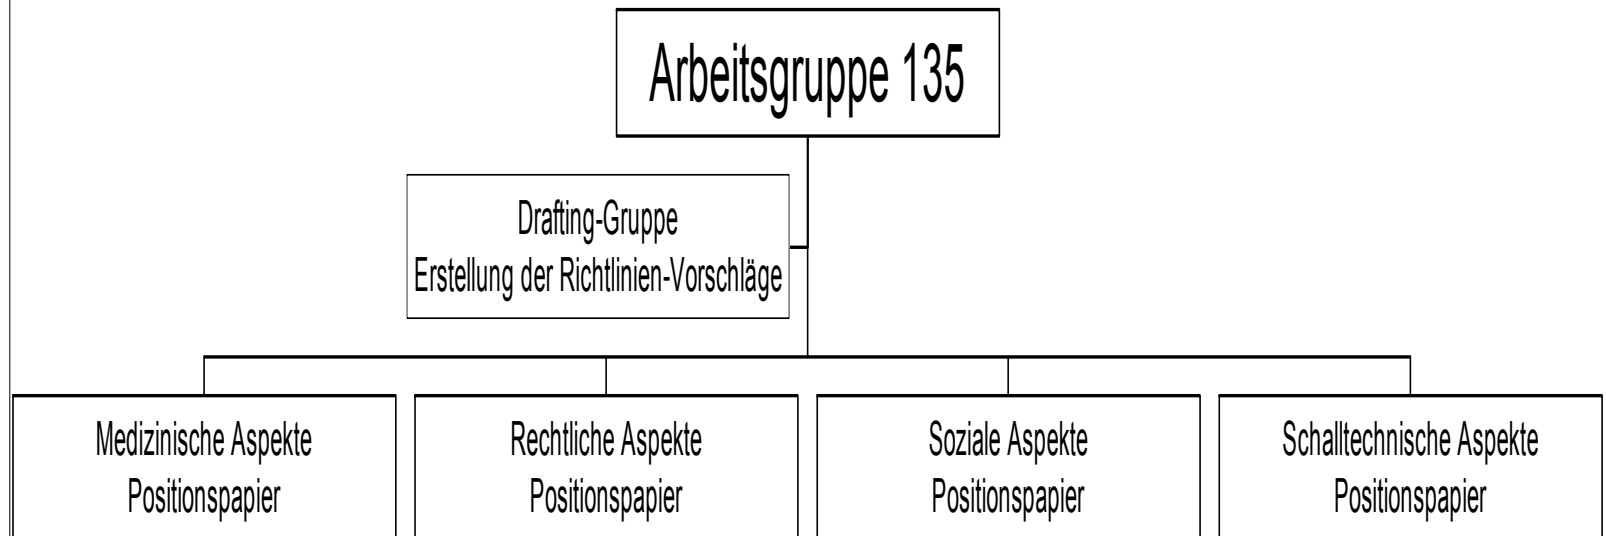 Arbeitsgruppe 135
Drafting-Gruppe
Erstellung der Richtlinien-Vorschläge
Medizinische Aspekte
Positionspapier
Rechtliche Aspekte
Positionspapier
Soziale Aspekte
Positionspapier
Schalltechnische Aspekte
Positionspapier